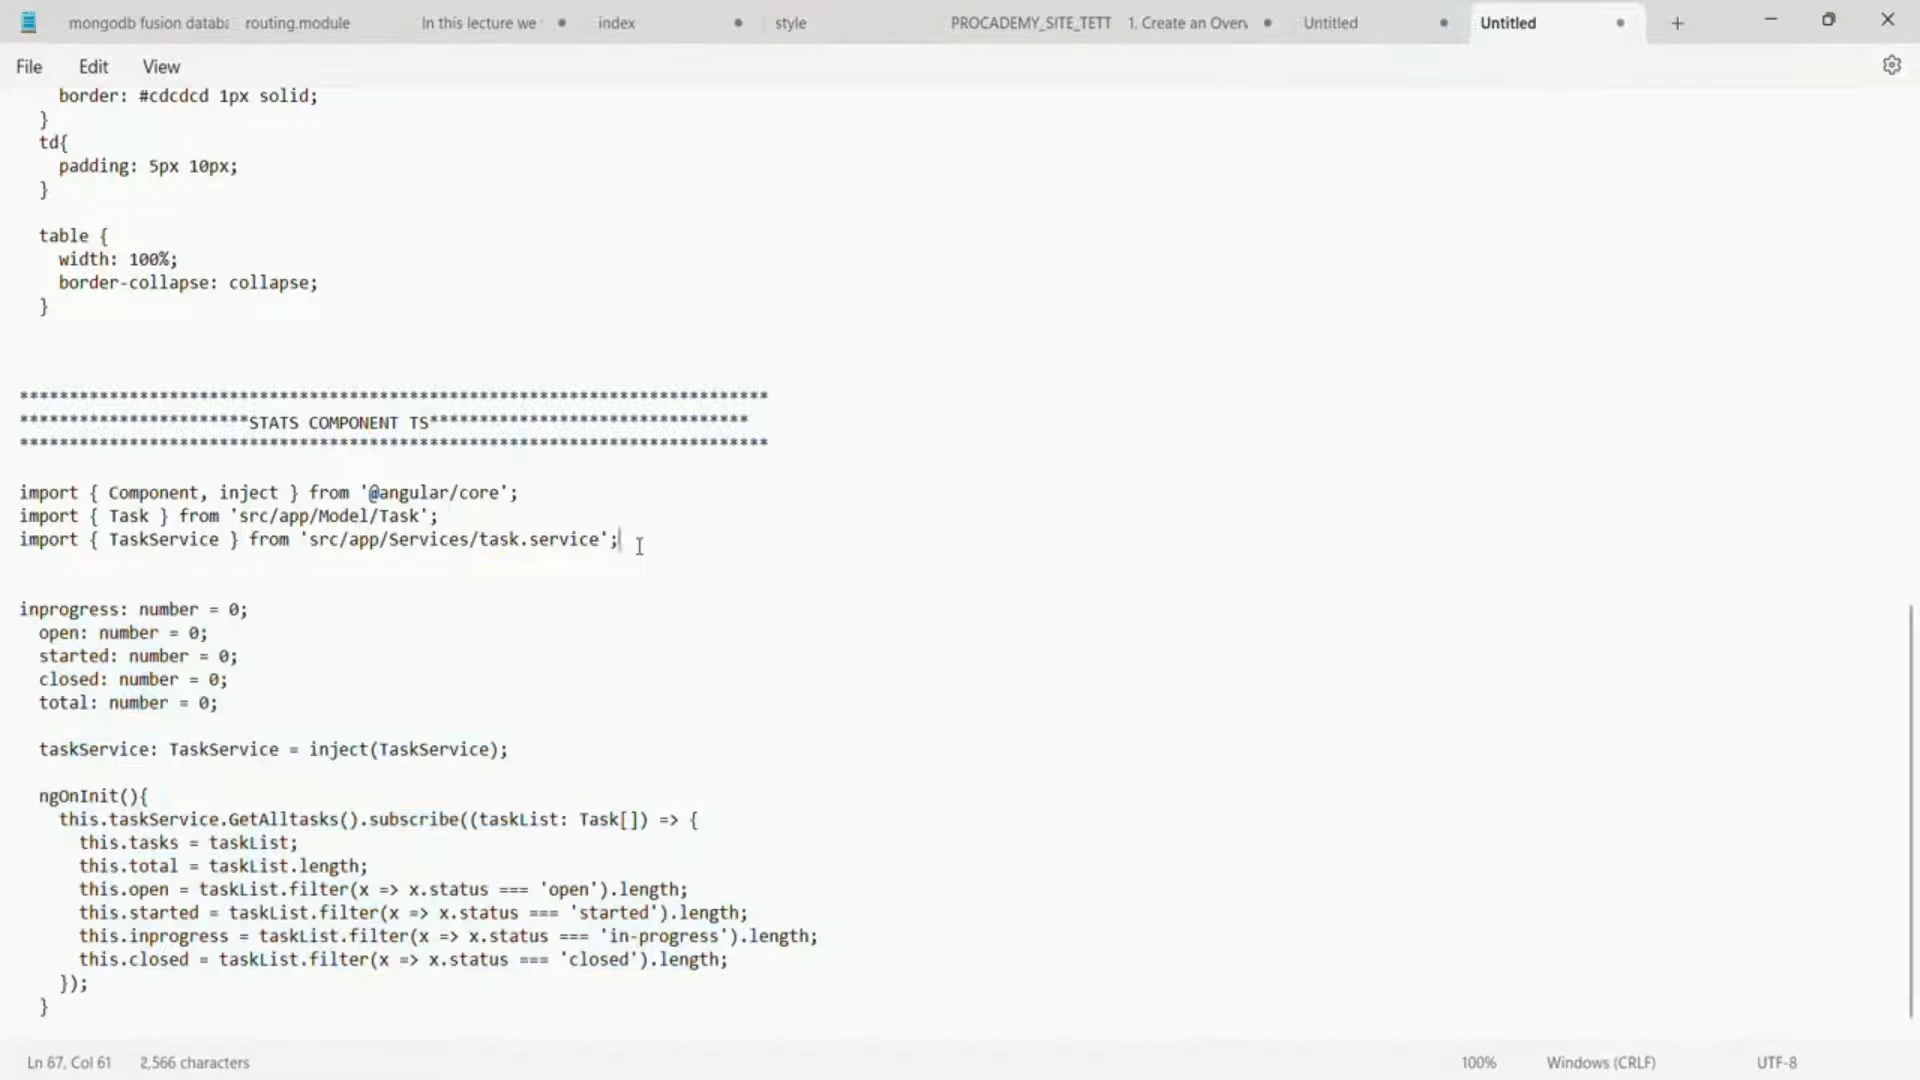 mongodb fusion databa routing.module In this lecture we index style PROCADEMY_SITE_TETT 1. Create an Overv Untitled Untitled
File Edit View
border: #cdcdcd 1px solid;
}
td{
padding: 5px 10px;
}
table {
width: 100%;
border-collapse: collapse;
}
***************************************************************************
***********************STATS COMPONENT TS********************************
***************************************************************************
import { Component, inject } from '@angular/core';
import { Task } from 'src/app/Model/Task';
import { TaskService } from 'src/app/Services/task.service';
inprogress: number = 0;
open: number = 0;
started: number = 0;
closed: number = 0;
total: number = 0;
taskService: TaskService = inject(TaskService);
ngOnInit(){
this.taskService.GetAlltasks().subscribe((taskList: Task[]) => {
this.tasks = taskList;
this.total = taskList.length;
this.open = taskList.filter(x => x.status === 'open').length;
this.started = taskList.filter(x => x.status === 'started').length;
this.inprogress = taskList.filter(x => x.status === 'in-progress').length;
this.closed = taskList.filter(x => x.status === 'closed').length;
});
}
Ln 67, Col 61 2,566 characters 100% Windows (CRLF) UTF-8